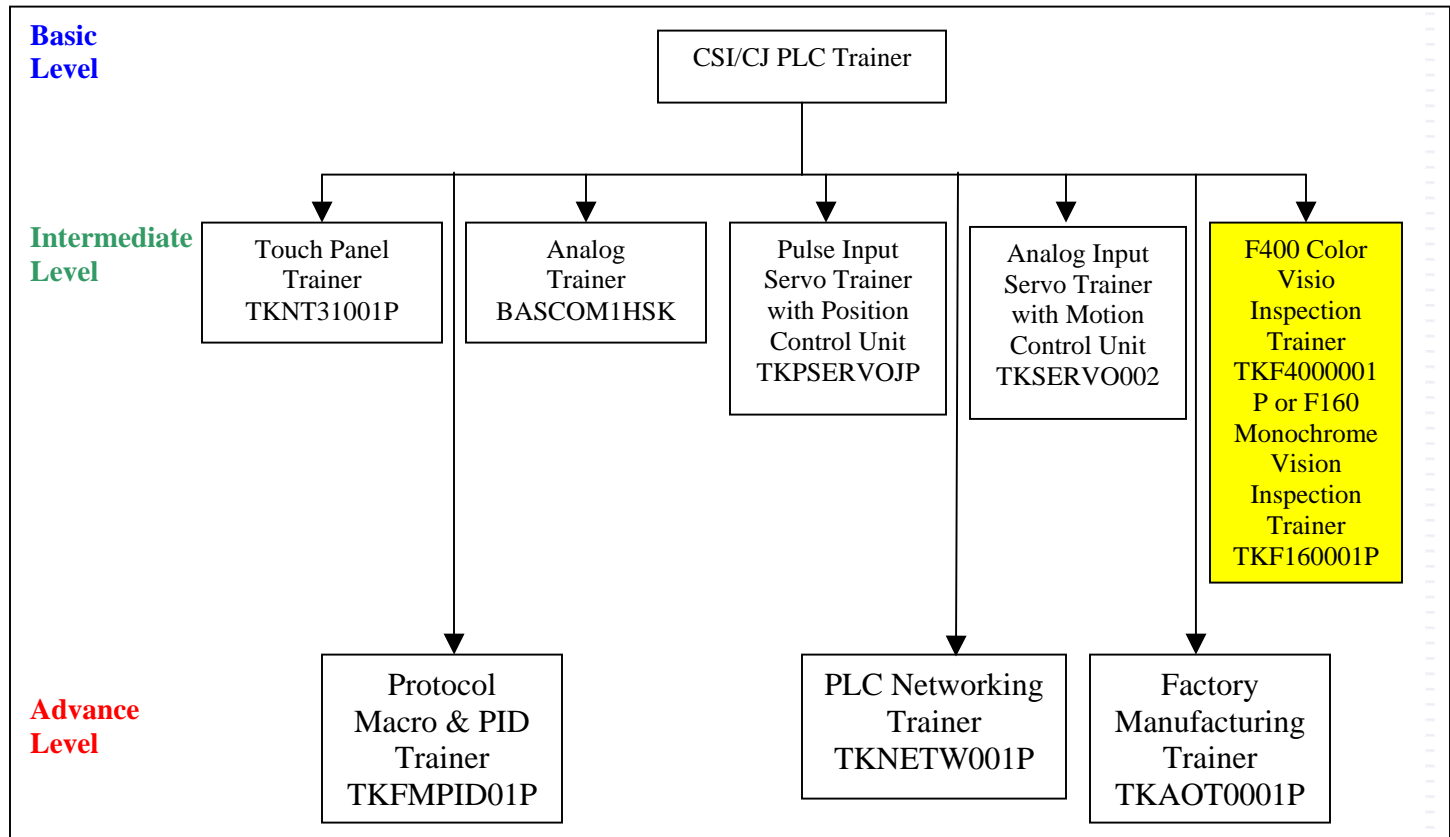 Basic
Level
CSI/CJ PLC Trainer
Intermediate
Level
Touch Panel
Trainer
TKNT31001P
Analog
Trainer
BASCOM1HSK
Pulse Input
Servo Trainer
with Position
Control Unit
TKPSERVOJP
Analog Input
Servo Trainer
with Motion
Control Unit
TKSERVO002
F400 Color
Visio
Inspection
Trainer
TKF4000001
P or F160
Monochrome
Vision
Inspection
Trainer
TKF160001P
Advance
Level
Protocol
Macro & PID
Trainer
TKFMPID01P
PLC Networking
Trainer
TKNETW001P
Factory
Manufacturing
Trainer
TKAOT0001P